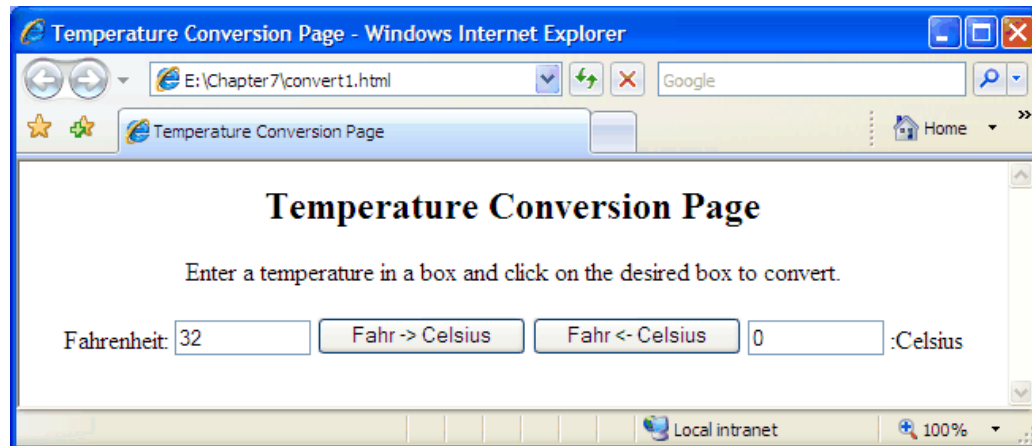 Temperature Conversion Page - Windows Internet Explorer
E:\Chapter7\convert1.html
Google
Temperature Conversion Page
Home
»
Temperature Conversion Page
Enter a temperature in a box and click on the desired box to convert.
Fahrenheit: 32 Fahr -> Celsius Fahr <- Celsius 0 :Celsius
Local intranet 100%